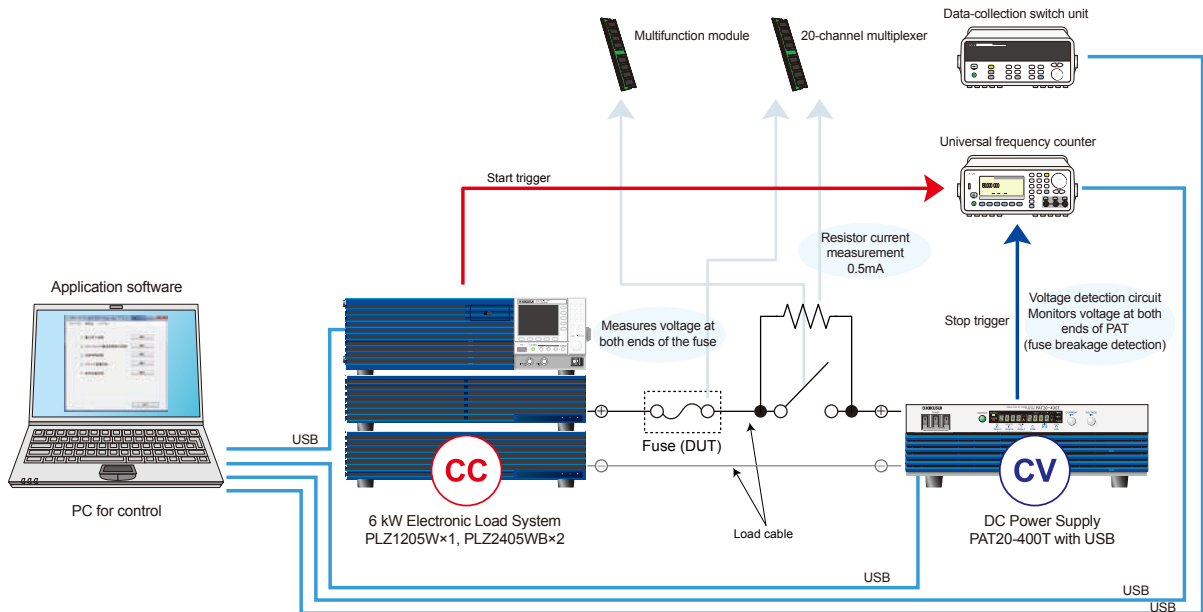 Multifunction module
20-channel multiplexer
Data-collection switch unit
Universal frequency counter
Start trigger
Resistor current
measurement
0.5mA
Application software
Measures voltage at
both ends of the fuse
Stop trigger
Voltage detection circuit
Monitors voltage at both
ends of PAT
(fuse breakage detection)
Fuse (DUT)
KIKUSUI
PAT20-400T
USB
CC
CV
PC for control
6 kW Electronic Load System
PLZ1205W×1, PLZ2405WB×2
Load cable
DC Power Supply
PAT20-400T with USB
USB
USB
USB